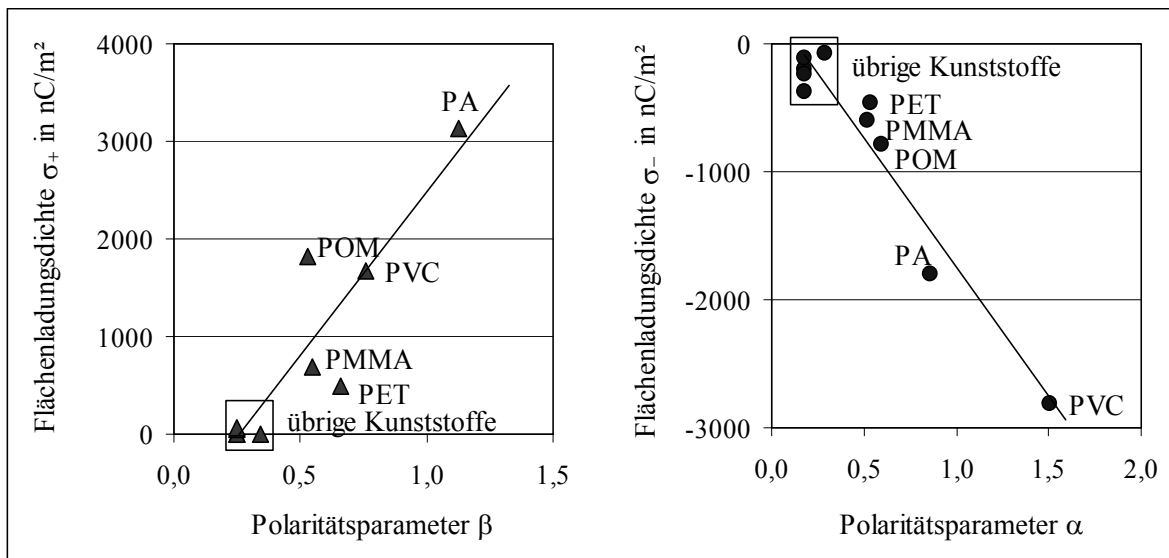 Flächenladungsdichte σ₊ in nC/m²
4000
3000
2000
1000
0
PA
POM
PVC
PMMA
PET
übrige Kunststoffe
0,0
0,5
1,0
1,5
Polaritätsparameter β
Flächenladungsdichte σ₋ in nC/m²
0
-1000
-2000
-3000
übrige Kunststoffe
PET
PMMA
POM
PA
PVC
0,0
0,5
1,0
1,5
2,0
Polaritätsparameter α